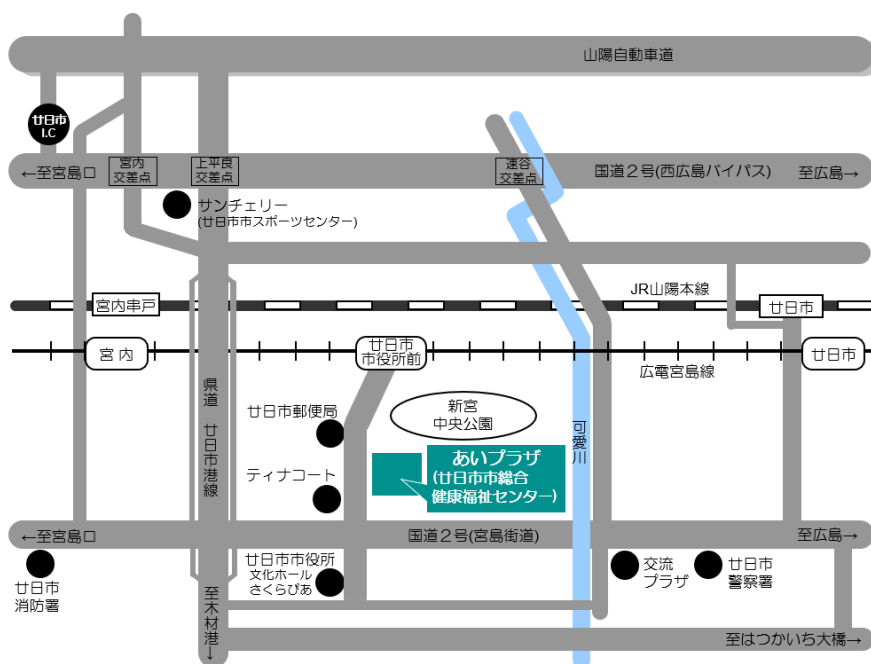 山陽自動車道
廿日市
I.C
←至宮島口
宮内
交差点
上平良
交差点
速谷
交差点
国道２号(西広島バイパス)
至広島→
サンチェリー
(廿日市市スポーツセンター)
JR山陽本線
宮内串戸
廿日市
宮内
廿日市
市役所前
広電宮島線
廿日市
県道 廿日市港線
廿日市郵便局
新宮
中央公園
可愛川
ティナコート
あいプラザ
(廿日市市総合
健康福祉センター)
←至宮島口
国道２号(宮島街道)
至広島→
廿日市
消防署
廿日市市役所
文化ホール
さくらぴあ
交流
プラザ
廿日市
警察署
至木材港→
至はつかいち大橋→